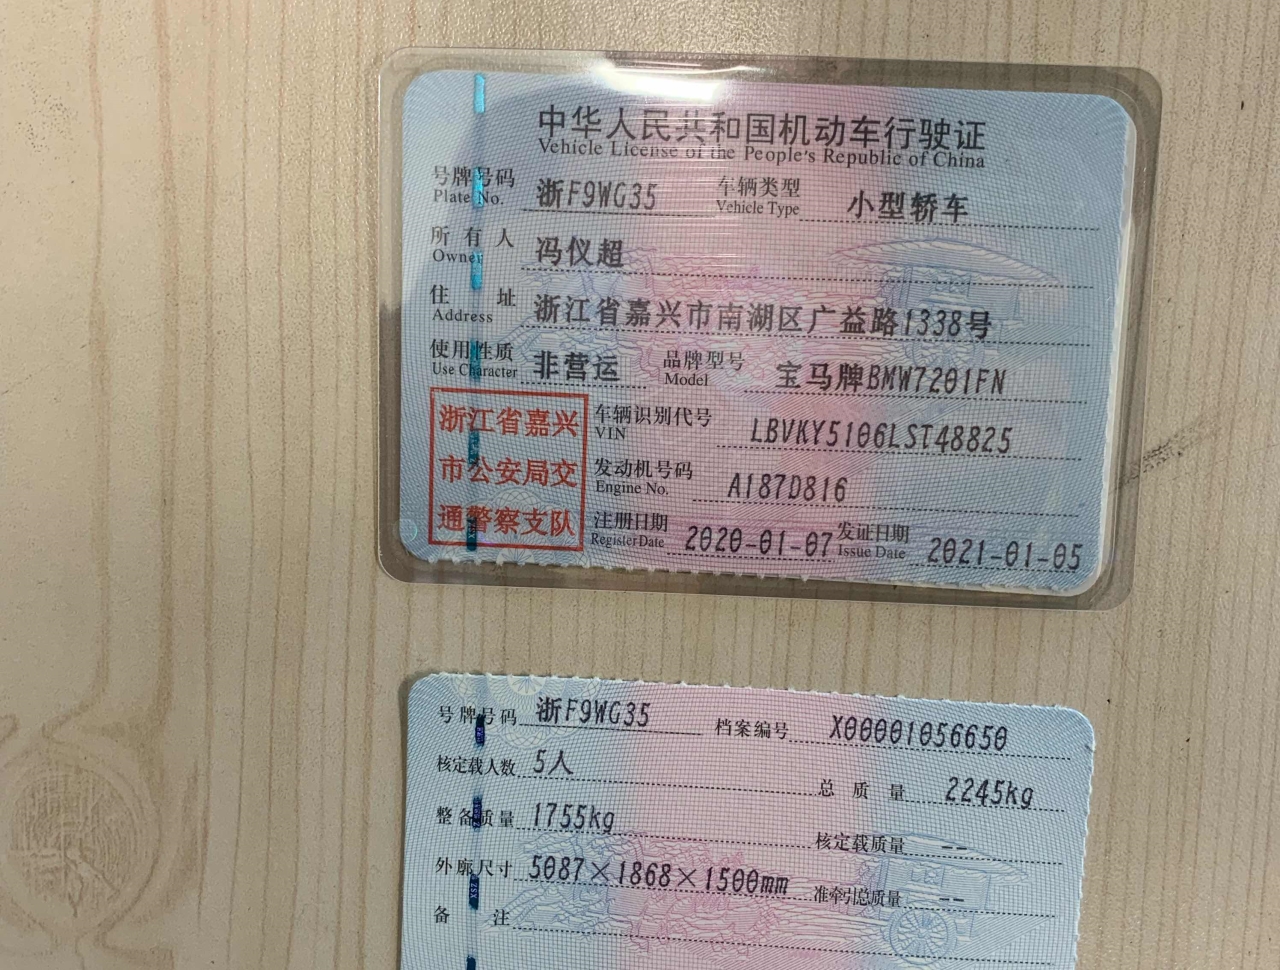 中华人民共和国机动车行驶证
Vehicle License of the People's Republic of China
号牌号码 Plate No. 浙F9WG35 车辆类型 Vehicle Type 小型轿车
所有人 Owner 冯仪超
住址 Address 浙江省嘉兴市南湖区广益路1338号
使用性质 Use Character 非营运 品牌型号 Model 宝马牌BMW7201FN
浙江省嘉兴
市公安局交
通警察支队
车辆识别代号 VIN LBVKY5106LST48825
发动机号码 Engine No. A187D816
注册日期 Register Date 2020-01-07 发证日期 Issue Date 2021-01-05
号牌号码 浙F9WG35 档案编号 X00001056650
核定载人数 5人 总质量 2245kg
整备质量 1755kg 核定载质量 --
外廓尺寸 5087×1868×1500mm 准牵引总质量 --
备注